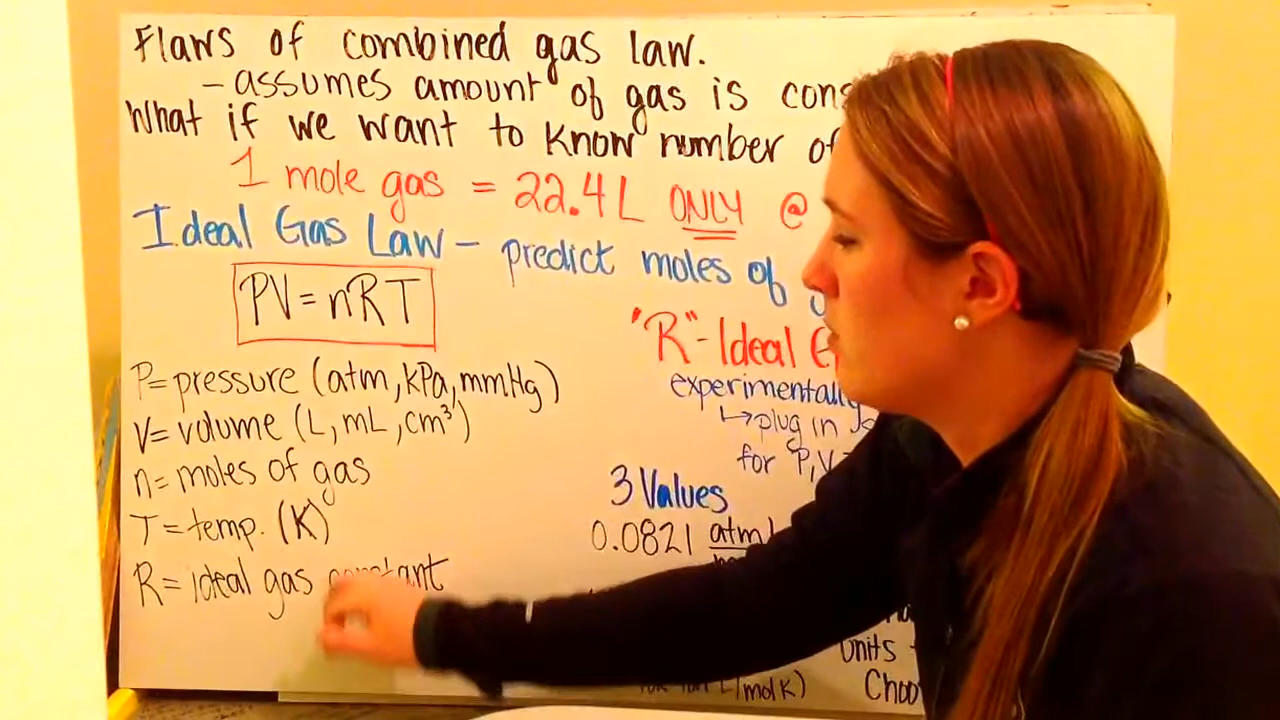 Flaws of combined gas law.
- assumes amount of gas is cons
What if we want to know number of
1 mole gas = 22.4L ONLY @
Ideal Gas Law - predict moles of g
PV = nRT
P= pressure (atm, kPa, mmHg)
V= volume (L, mL, cm³)
n= moles of gas
T= temp. (K)
R= ideal gas constant
"R"-Ideal
experimentally
↳ plug in
for P, V,
3 Values
0.0821 atm
L/molK)
Units
Choo